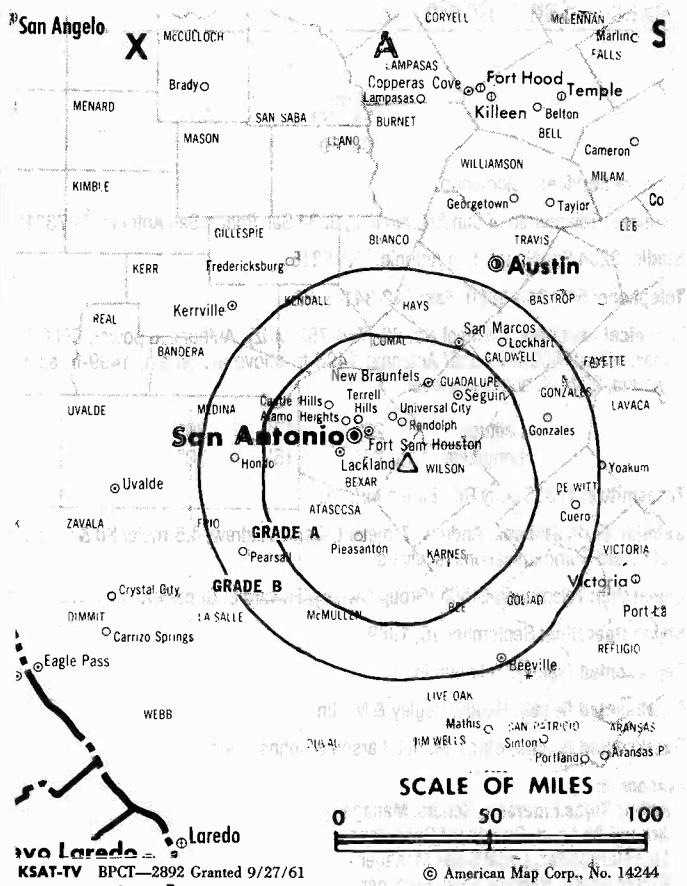 CORYELL
McLENNAN
San Angelo
X
McCULLOCH
A
Marlin
S
FALLS
LAMPASAS
Brady
Copperas Cove
Fort Hood
Lampasas
Temple
MENARD
Killeen
Belton
SAN SABA
BURNET
BELL
MASON
LLANO
Cameron
WILLIAMSON
MILAM
KIMBLE
Georgetown
Taylor
Co
LEE
GILLESPIE
BLANCO
TRAVIS
KERR
Fredericksburg
Austin
KENDALL
HAYS
BASTROP
Kerrville
REAL
San Marcos
COMAL
Lockhart
BANDERA
CALDWELL
FAYETTE
New Braunfels
GUADALUPE
Terrell
Hills
Seguin
GONZALES
UVALDE
MEDINA
Castle Hills
LAVACA
Alamo Heights
Universal City
Randolph
Gonzales
San Antonio
Fort Sam Houston
Hondo
Lackland
WILSON
Yoakum
BEXAR
Uvalde
DE WITT
ATASCOSA
Cuero
ZAVALA
FRIO
GRADE A
Pleasanton
Pearsall
KARNES
VICTORIA
GRADE B
Victoria
Crystal City
GOLIAD
DIMMIT
LA SALLE
McMULLEN
BEE
Port La
Carrizo Springs
REFUGIO
Eagle Pass
Beeville
LIVE OAK
WEBB
Mathis
SAN PATRICIO
ARANSAS
DUVAL
JIM WELLS
Sinton
Portland
Aransas P
SCALE OF MILES
0 50 100
Laredo
evo Laredo
KSAT-TV BPCT—2892 Granted 9/27/61
© American Map Corp., No. 14244